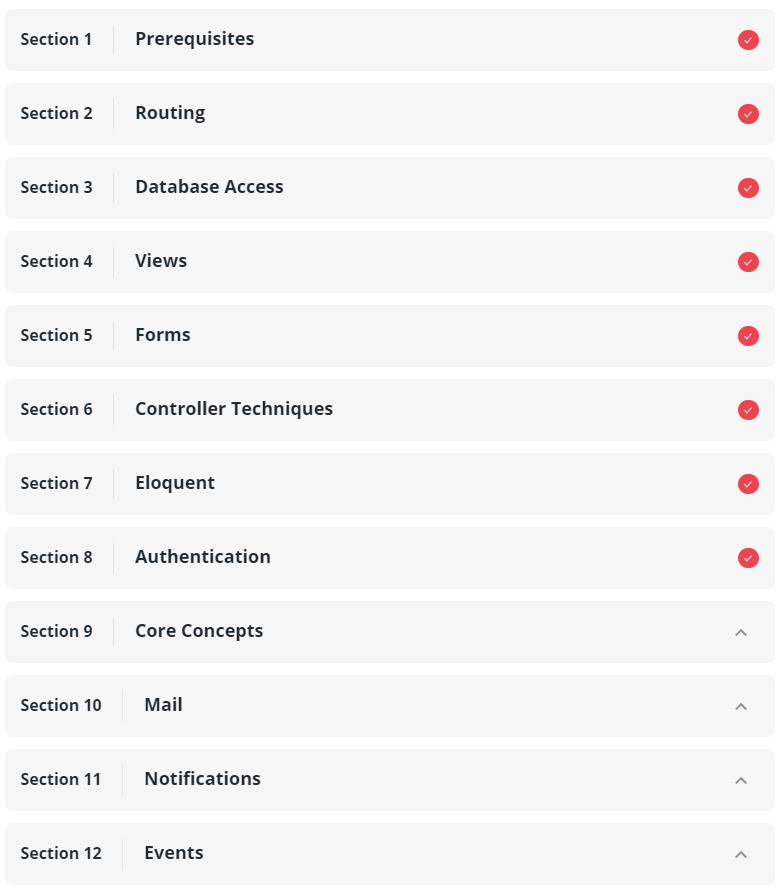 Section 1 Prerequisites
Section 2 Routing
Section 3 Database Access
Section 4 Views
Section 5 Forms
Section 6 Controller Techniques
Section 7 Eloquent
Section 8 Authentication
Section 9 Core Concepts
Section 10 Mail
Section 11 Notifications
Section 12 Events